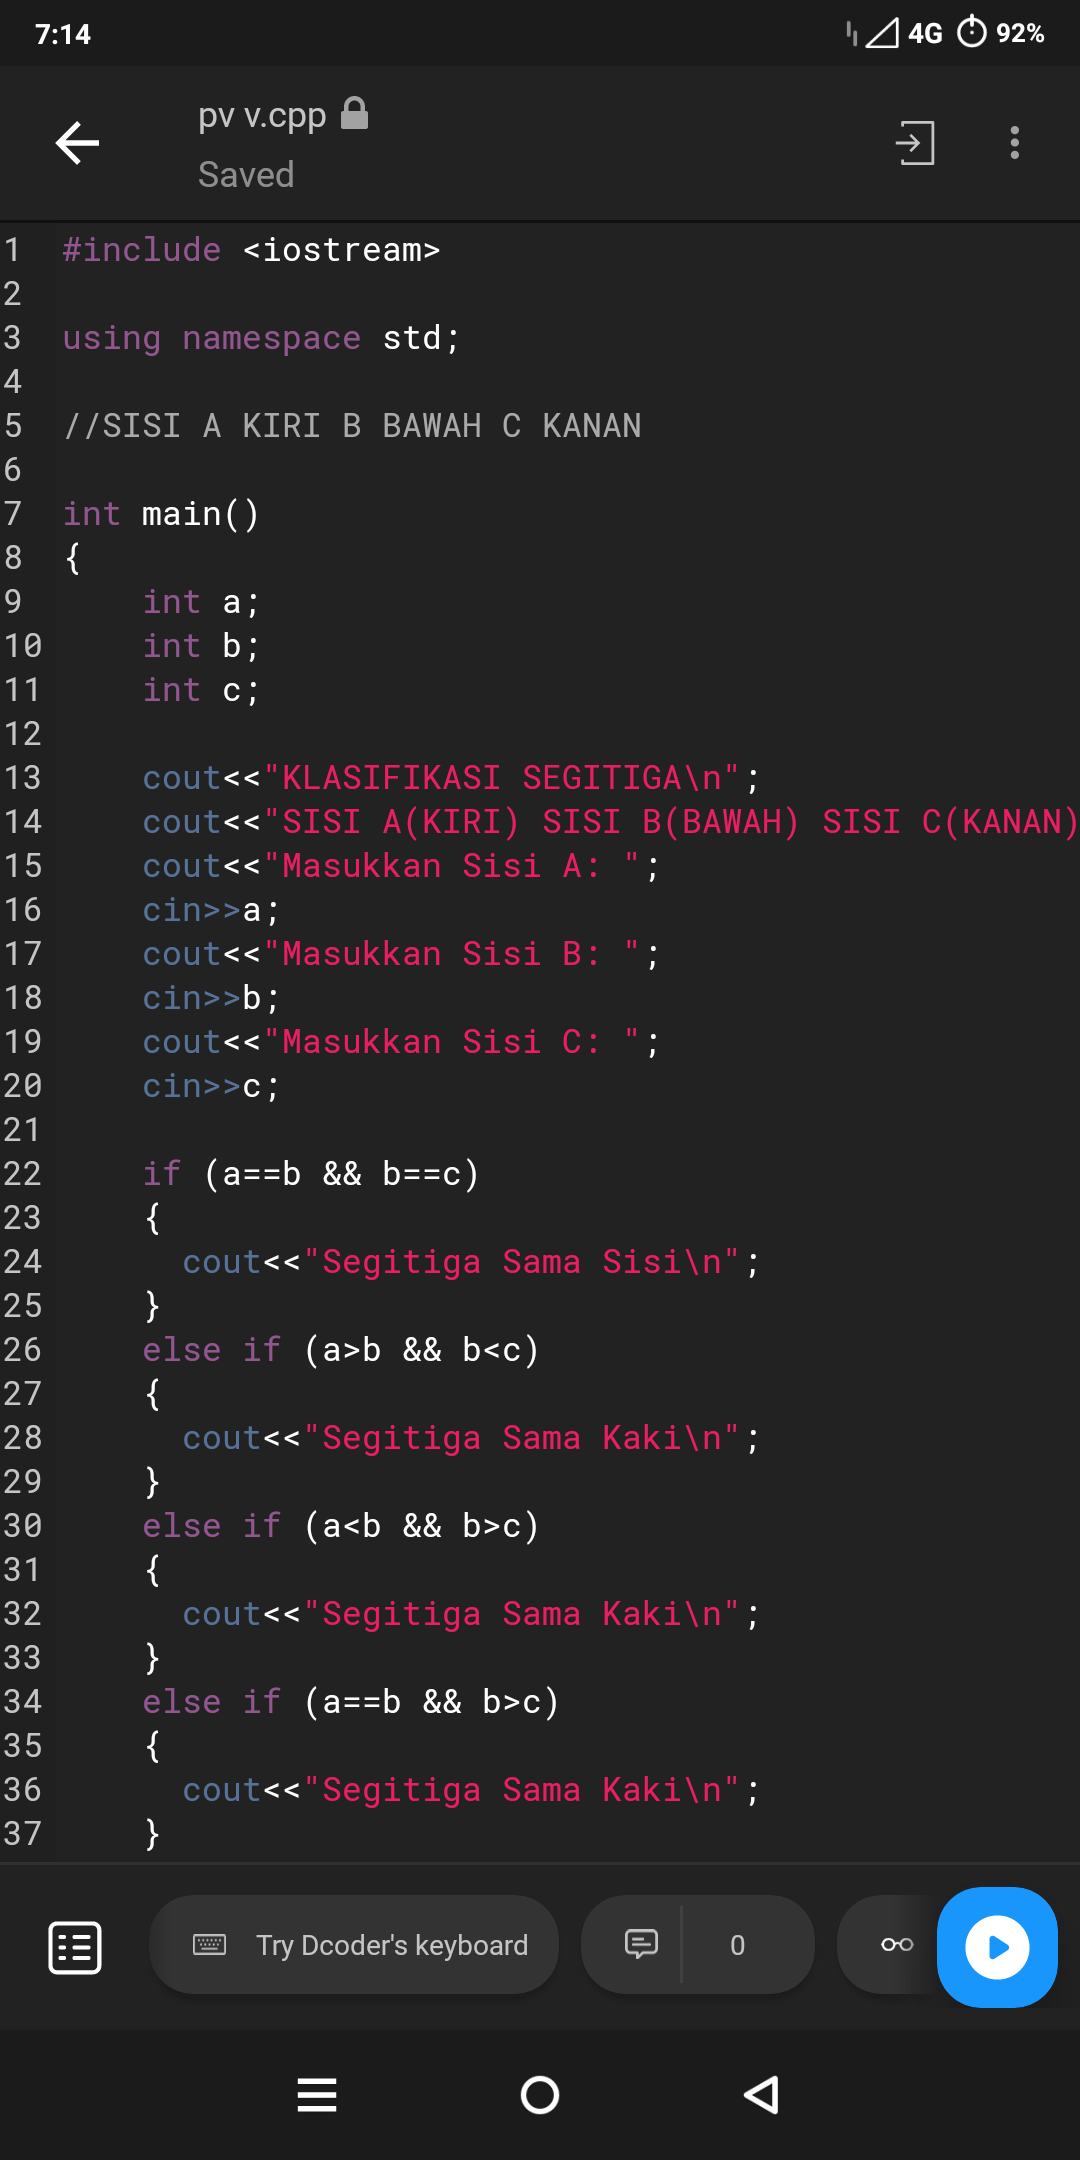 7:14
4G 92%
pv v.cpp
Saved
1 #include <iostream>
2
3 using namespace std;
4
5 //SISI A KIRI B BAWAH C KANAN
6
7 int main()
8 {
9     int a;
10     int b;
11     int c;
12
13     cout<<"KLASIFIKASI SEGITIGA\n";
14     cout<<"SISI A(KIRI) SISI B(BAWAH) SISI C(KANAN)
15     cout<<"Masukkan Sisi A: ";
16     cin>>a;
17     cout<<"Masukkan Sisi B: ";
18     cin>>b;
19     cout<<"Masukkan Sisi C: ";
20     cin>>c;
21
22     if (a==b && b==c)
23     {
24       cout<<"Segitiga Sama Sisi\n";
25     }
26     else if (a>b && b<c)
27     {
28       cout<<"Segitiga Sama Kaki\n";
29     }
30     else if (a<b && b>c)
31     {
32       cout<<"Segitiga Sama Kaki\n";
33     }
34     else if (a==b && b>c)
35     {
36       cout<<"Segitiga Sama Kaki\n";
37     }
Try Dcoder's keyboard 0